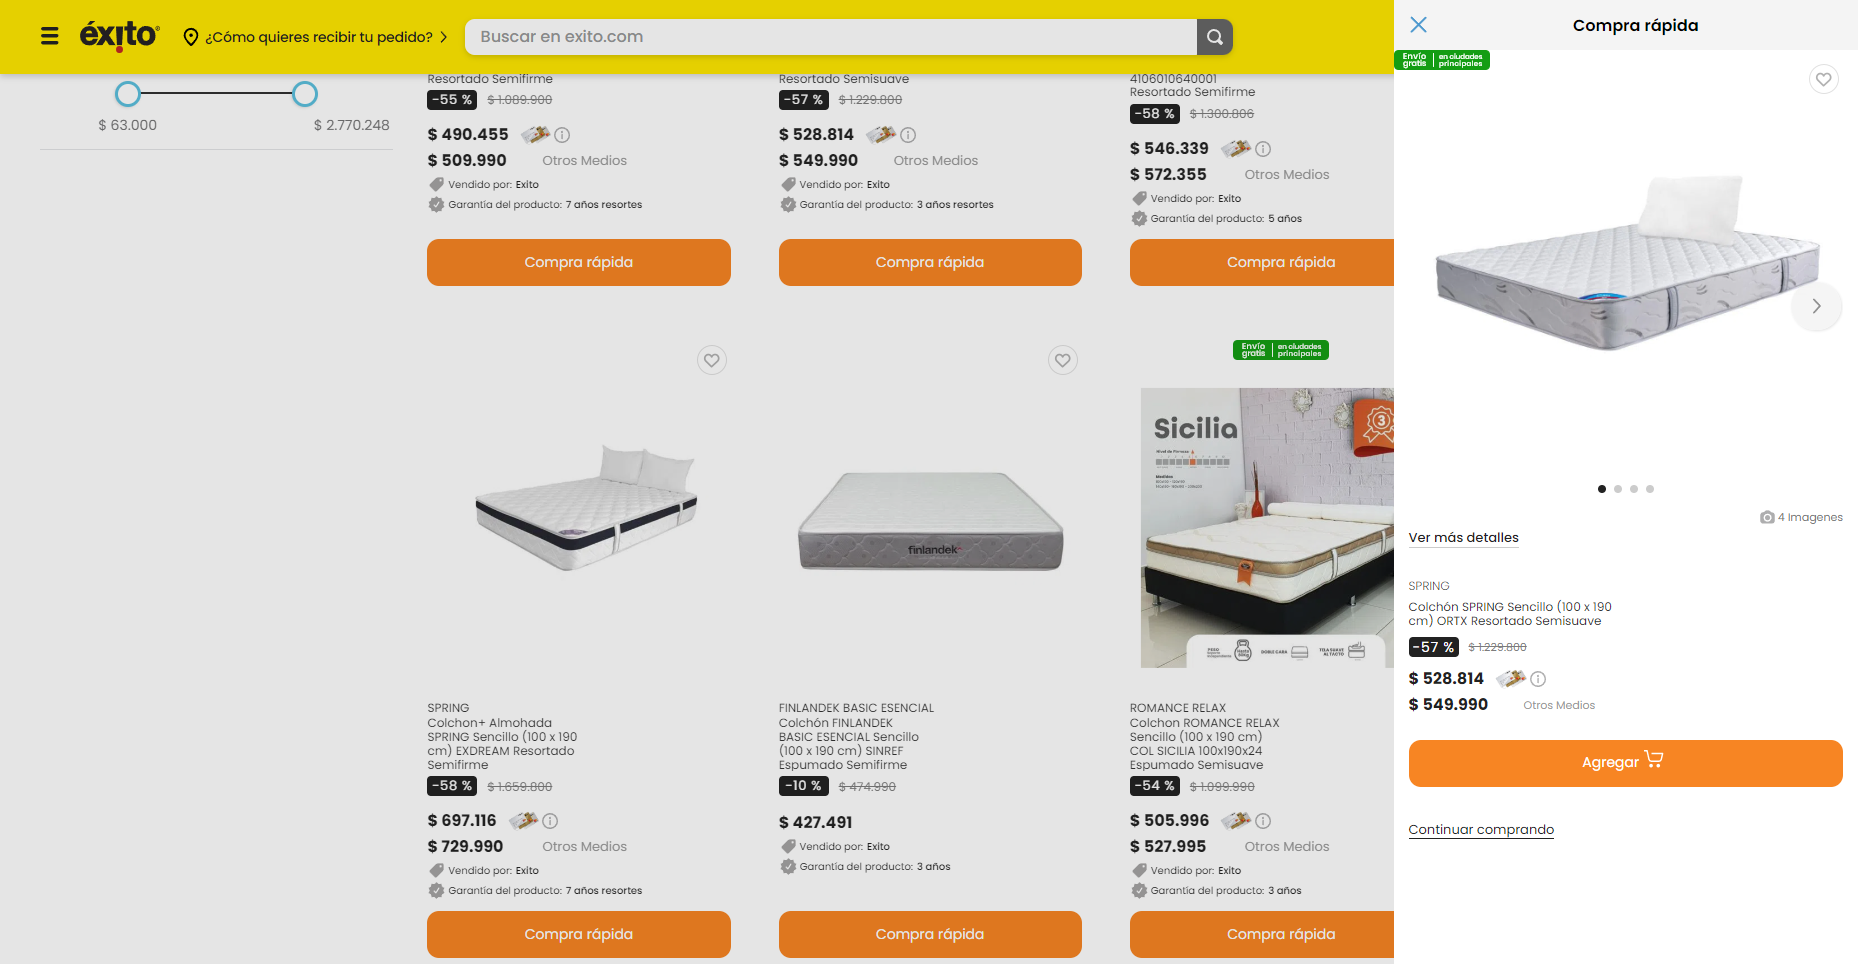 éxito
¿Cómo quieres recibir tu pedido?
Buscar en exito.com
$ 63.000
$ 2.770.248
Resortado Semifirme
-55 % $ 1.089.900
$ 490.455
$ 509.990 Otros Medios
Vendido por: Exito
Garantía del producto: 7 años resortes
Compra rápida
Resortado Semisuave
-57 % $ 1.229.800
$ 528.814
$ 549.990 Otros Medios
Vendido por: Exito
Garantía del producto: 3 años resortes
Compra rápida
4106010640001
Resortado Semifirme
-58 % $ 1.300.806
$ 546.339
$ 572.355 Otros Medios
Vendido por: Exito
Garantía del producto: 5 años
Compra rápida
SPRING
Colchon+ Almohada
SPRING Sencillo (100 x 190
cm) EXDREAM Resortado
Semifirme
-58 % $ 1.659.800
$ 697.116
$ 729.990 Otros Medios
Vendido por: Exito
Garantía del producto: 7 años resortes
Compra rápida
finlandek
FINLANDEK BASIC ESENCIAL
Colchón FINLANDEK
BASIC ESENCIAL Sencillo
(100 x 190 cm) SINREF
Espumado Semifirme
-10 % $ 474.990
$ 427.491
Vendido por: Exito
Garantía del producto: 3 años
Compra rápida
Envío gratis en ciudades principales
Sicilia
3
Nivel de Firmeza
Medidas
DOBLE CARA
TELA SUAVE
AL TACTO
ROMANCE RELAX
Colchon ROMANCE RELAX
Sencillo (100 x 190 cm)
COL SICILIA 100x190x24
Espumado Semisuave
-54 % $ 1.099.990
$ 505.996
$ 527.995 Otros Medios
Vendido por: Exito
Garantía del producto: 3 años
Compra rápida
Compra rápida
Envío gratis en ciudades principales
4 Imagenes
Ver más detalles
SPRING
Colchón SPRING Sencillo (100 x 190
cm) ORTX Resortado Semisuave
-57 % $ 1.229.800
$ 528.814
$ 549.990 Otros Medios
Agregar
Continuar comprando